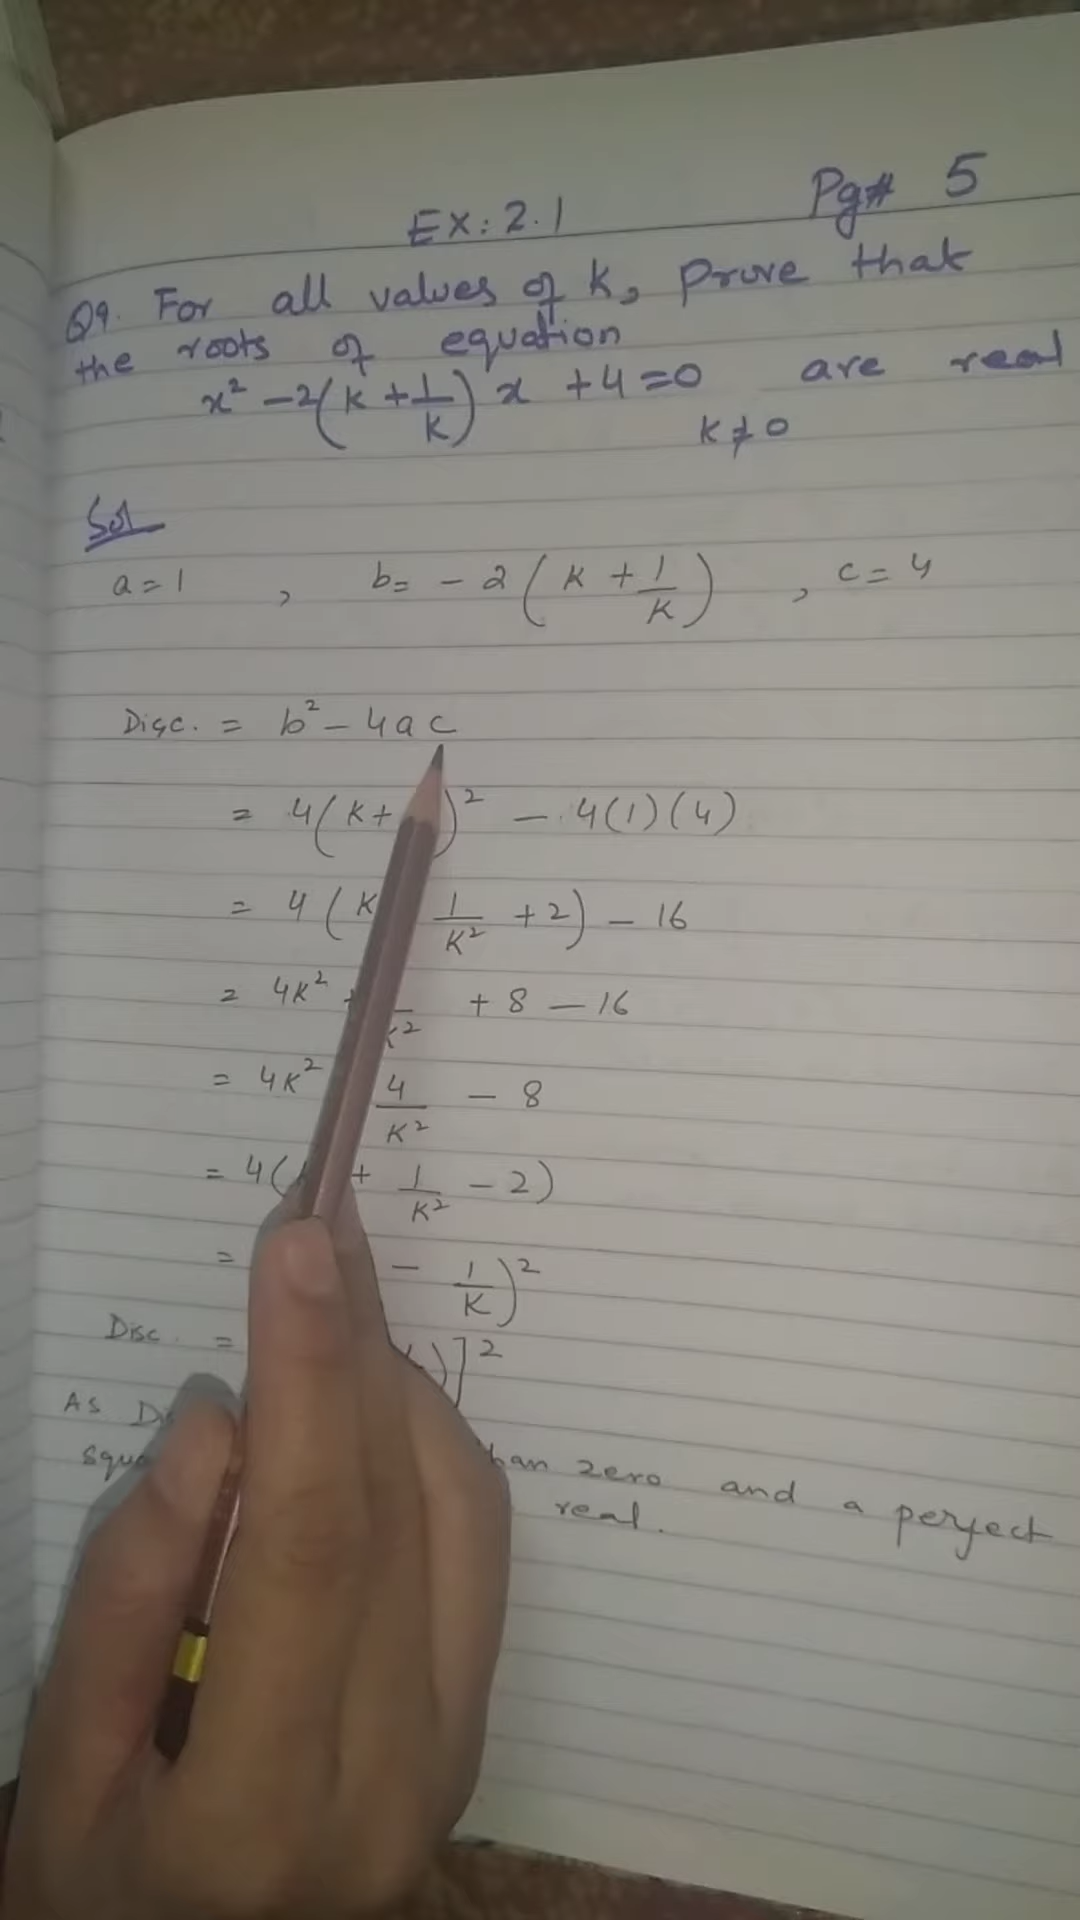 Ex: 2.1 Pg# 5
Q9. For all values of k, prove that
the roots of equation
x² -2(k + 1/k) x + 4 = 0 are real
k ≠ 0
Sol
a = 1 , b = - 2 ( k + 1/k ) , c = 4
Disc. = b² - 4ac
= 4(k+ )² - 4(1)(4)
= 4 ( k 1/k² + 2) - 16
= 4k² + 8 - 16
= 4k² 4/k² - 8
= 4( + 1/k² - 2)
= - 1/k )²
Disc. = )]²
As
zero and a perfect
real.